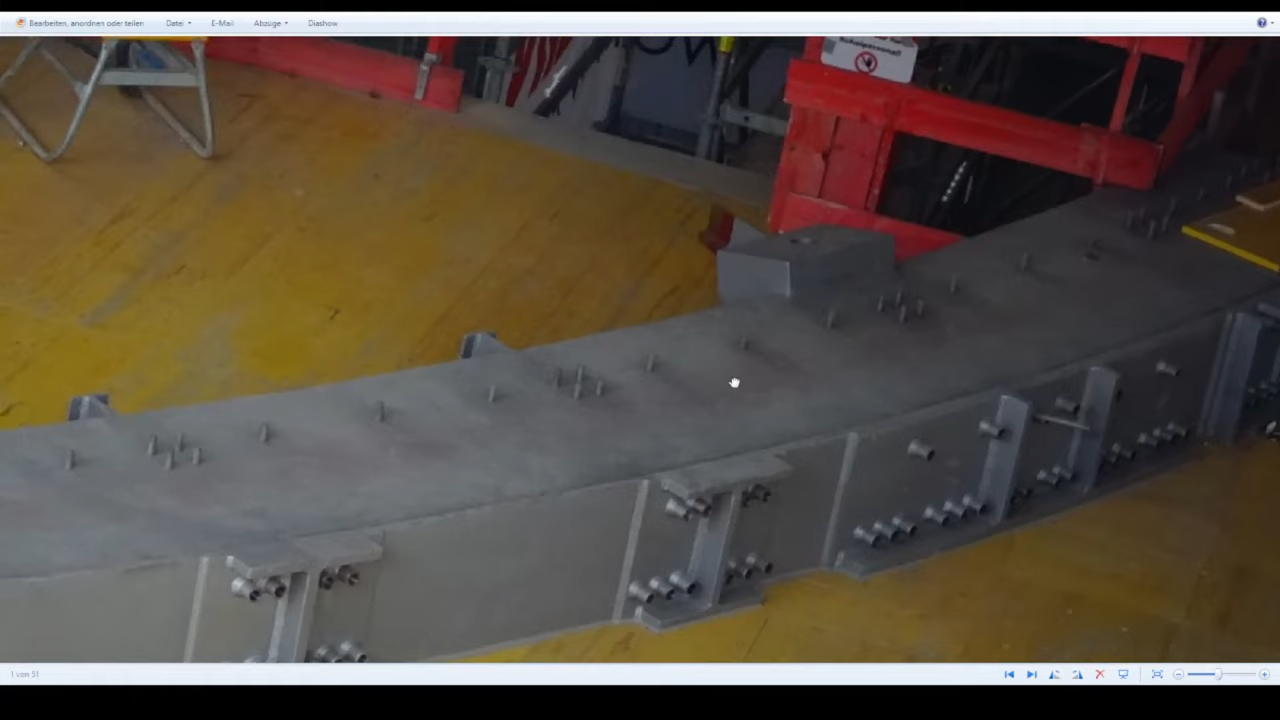 Bearbeiten, anordnen oder teilen Datei E-Mail Abzüge Diashow
1 von 51